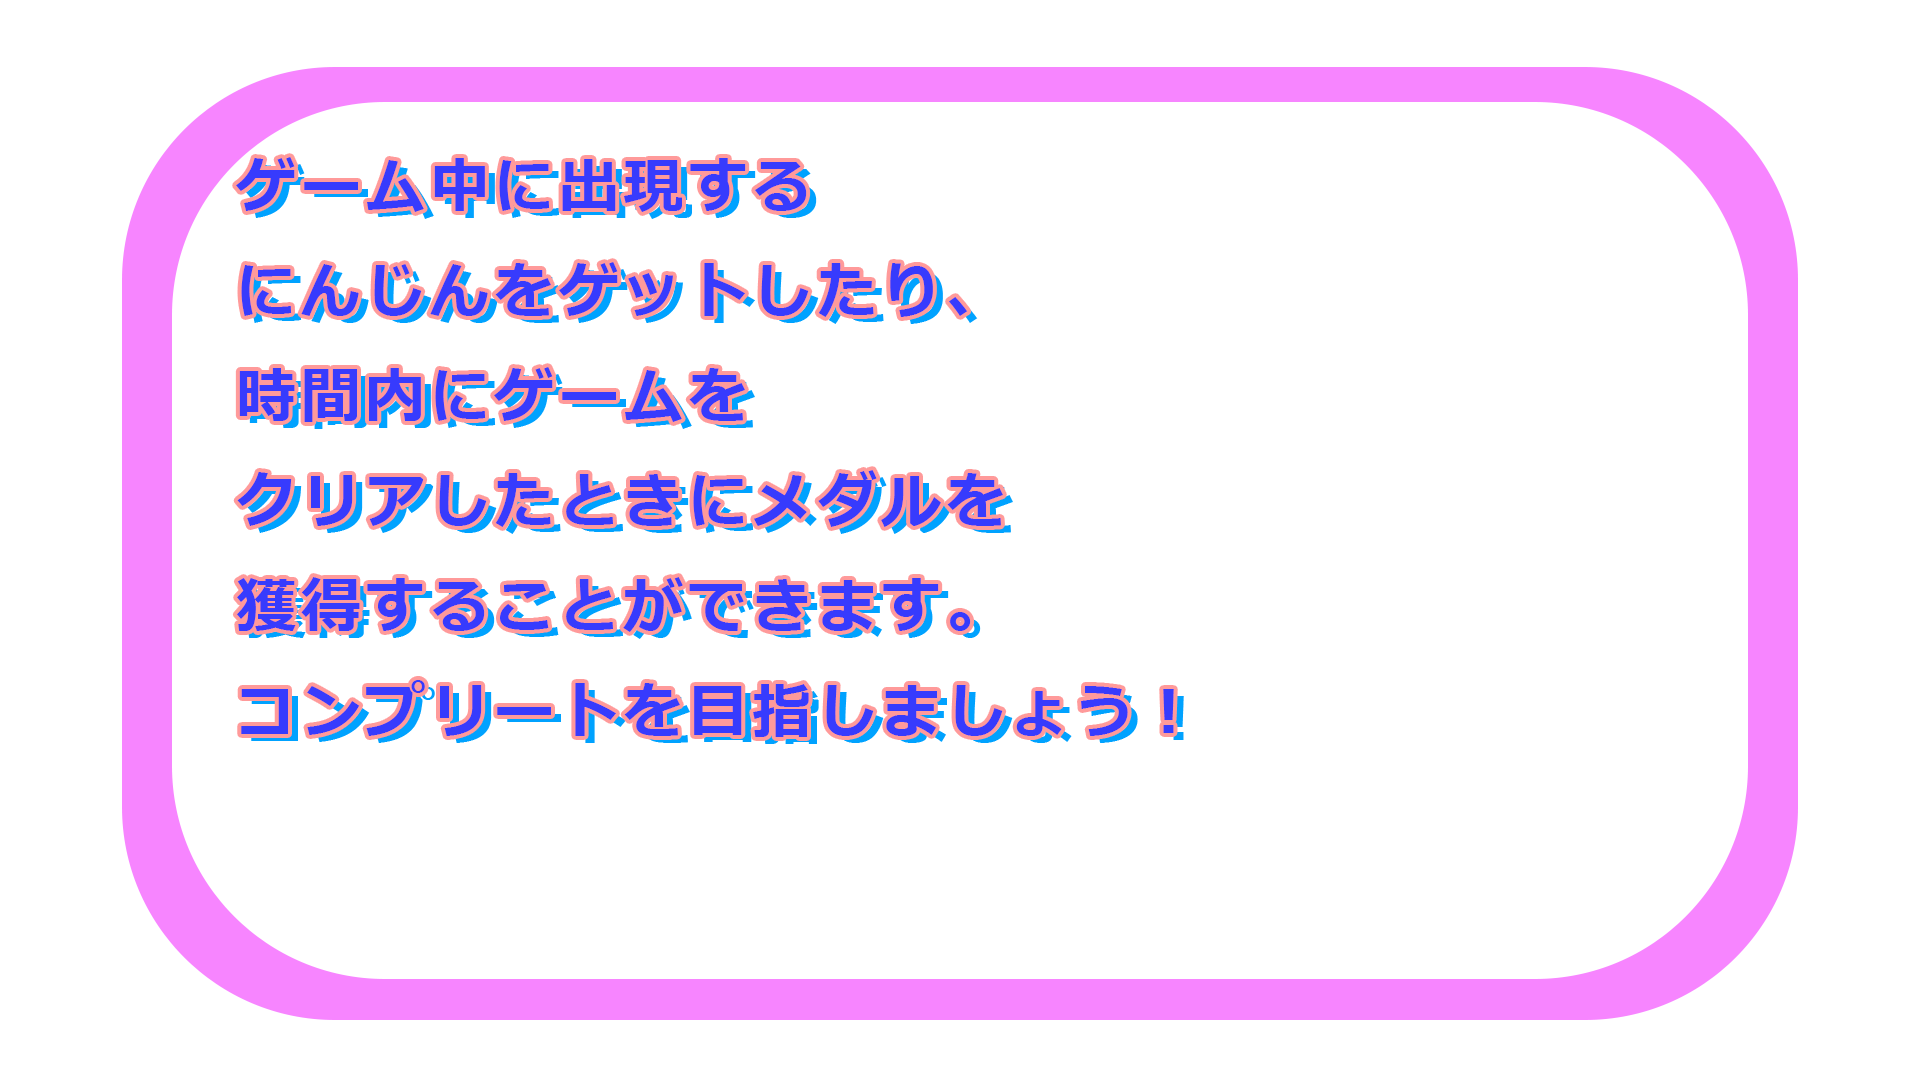 ゲーム中に出現する
にんじんをゲットしたり、
時間内にゲームを
クリアしたときにメダルを
獲得することができます。
コンプリートを目指しましょう！